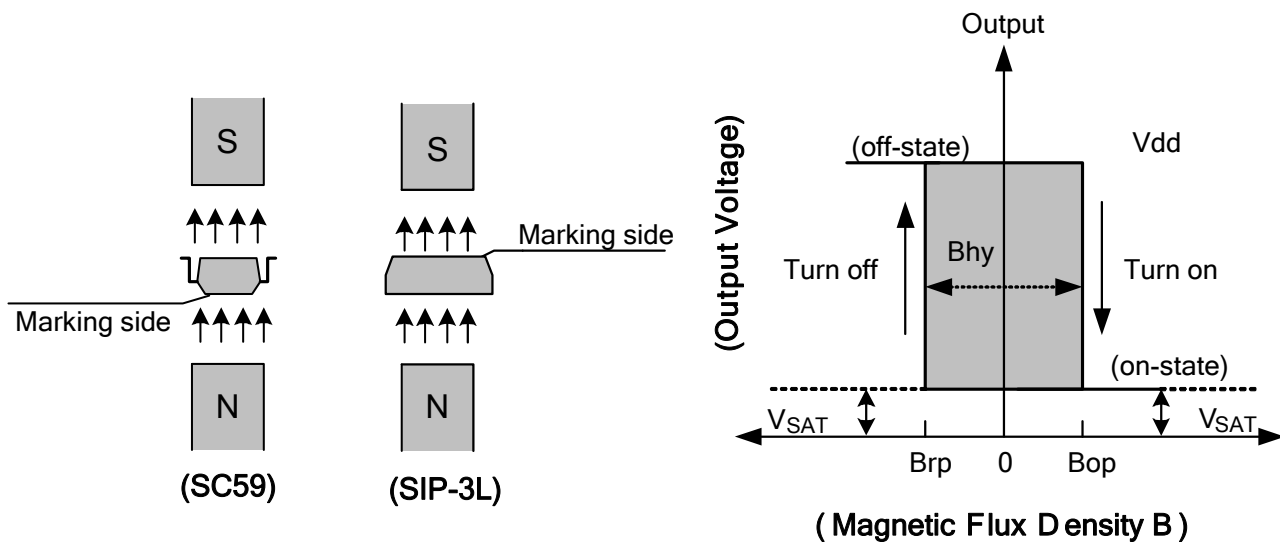 S
Marking side
N
(SC59)
S
Marking side
N
(SIP-3L)
Output
(Output Voltage)
(off-state)
Vdd
Bhy
Turn off
Turn on
(on-state)
VSAT
VSAT
Brp
0
Bop
( Magnetic Flux Density B )